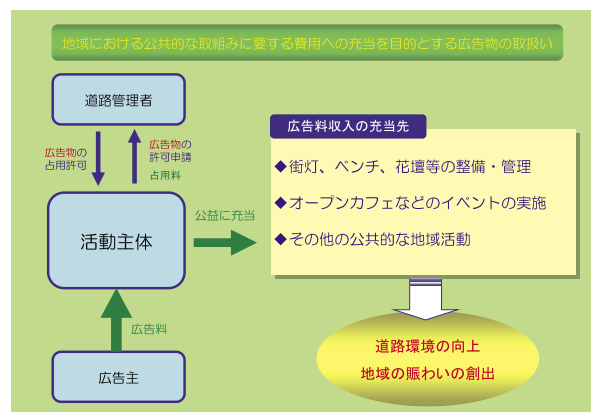 地域における公共的な取組みに要する費用への充当を目的とする広告物の取扱い
道路管理者
広告物の
占用許可
広告物の
許可申請
占用料
活動主体
公益に充当
広告料
広告主
広告料収入の充当先
◆街灯、ベンチ、花壇等の整備・管理
◆オープンカフェなどのイベントの実施
◆その他の公共的な地域活動
道路環境の向上
地域の賑わいの創出